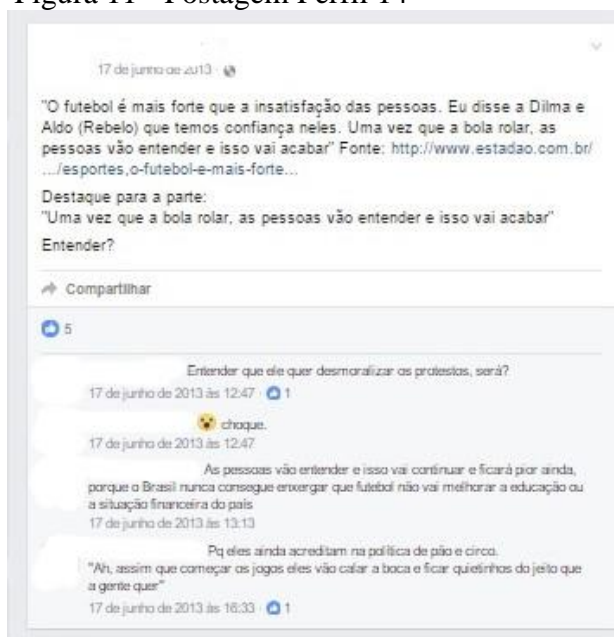 Figura 11 - Postagem Perfil 14
17 de junho de 2013
"O futebol é mais forte que a insatisfação das pessoas. Eu disse a Dilma e
Aldo (Rebelo) que temos confiança neles. Uma vez que a bola rolar, as
pessoas vão entender e isso vai acabar" Fonte: http://www.estadao.com.br/
.../esportes,o-futebol-e-mais-forte...
Destaque para a parte:
"Uma vez que a bola rolar, as pessoas vão entender e isso vai acabar"
Entender?
Compartilhar
5
Entender que ele quer desmoralizar os protestos, será?
17 de junho de 2013 às 12:47 · 1
choque.
17 de junho de 2013 às 12:47
As pessoas vão entender e isso vai continuar e ficará pior ainda,
porque o Brasil nunca consegue enxergar que futebol não vai melhorar a educação ou
a situação financeira do país
17 de junho de 2013 às 13:13
Pq eles ainda acreditam na política de pão e circo.
"Ah, assim que começar os jogos eles vão calar a boca e ficar quietinhos do jeito que
a gente quer"
17 de junho de 2013 às 16:33 · 1